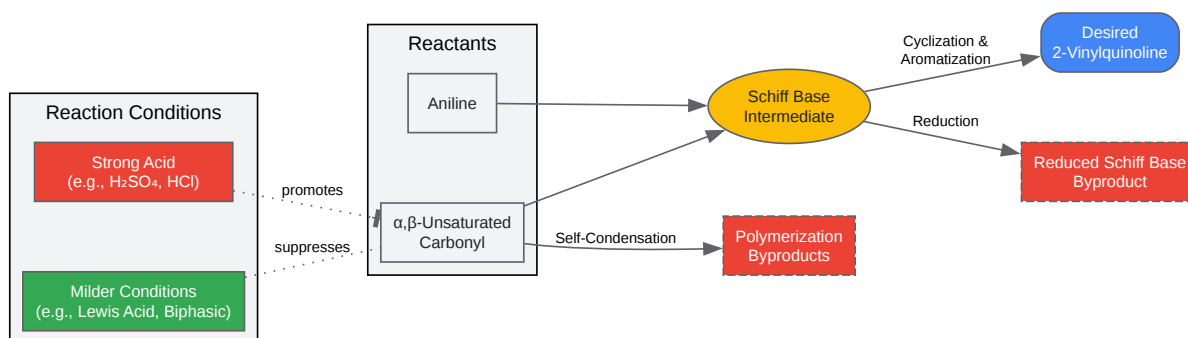 Reaction Conditions
Strong Acid
(e.g., H₂SO₄, HCl)
Milder Conditions
(e.g., Lewis Acid, Biphasic)
promotes
suppresses
Reactants
Aniline
α,β-Unsaturated
Carbonyl
Self-Condensation
Schiff Base
Intermediate
Polymerization
Byproducts
Cyclization &
Aromatization
Reduction
Desired
2-Vinylquinoline
Reduced Schiff Base
Byproduct